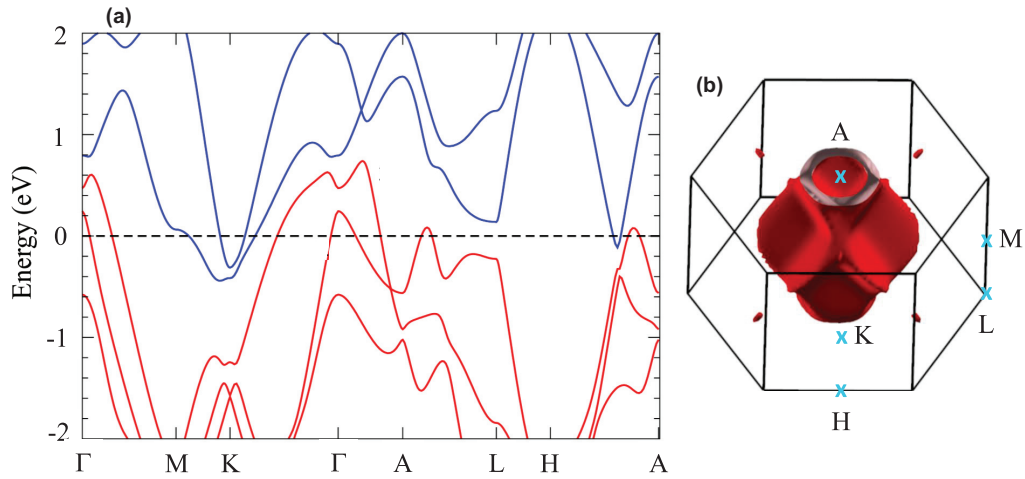 (a)
2
1
0
-1
-2
Energy (eV)
Γ M K Γ A L H A
(b)
A
x
x M
x
L
x K
x
H